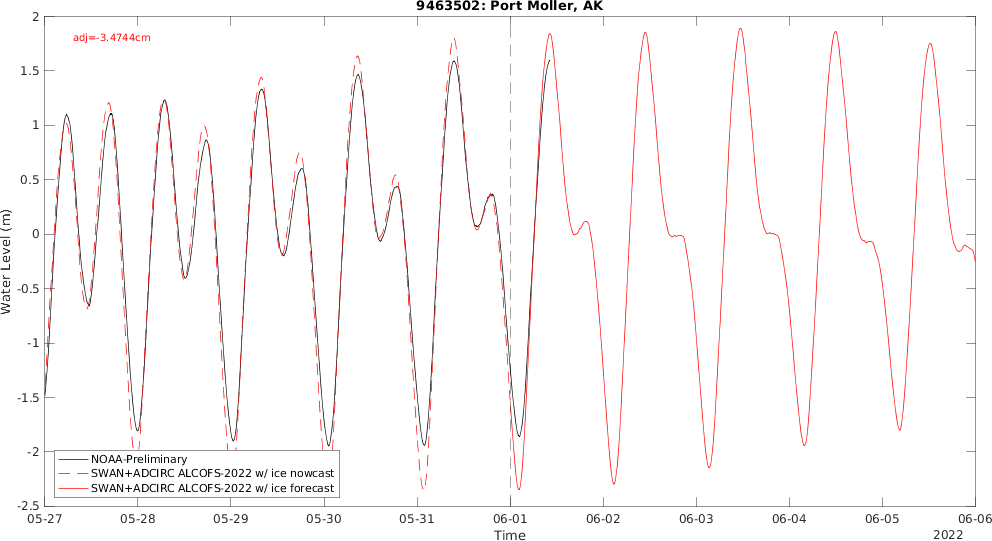 9463502: Port Moller, AK
adj=-3.4744cm
2
1.5
1
0.5
0
-0.5
-1
-1.5
-2
-2.5
Water Level (m)
NOAA-Preliminary
SWAN+ADCIRC ALCOFS-2022 w/ ice nowcast
SWAN+ADCIRC ALCOFS-2022 w/ ice forecast
05-27 05-28 05-29 05-30 05-31 06-01 06-02 06-03 06-04 06-05 06-06
Time
2022